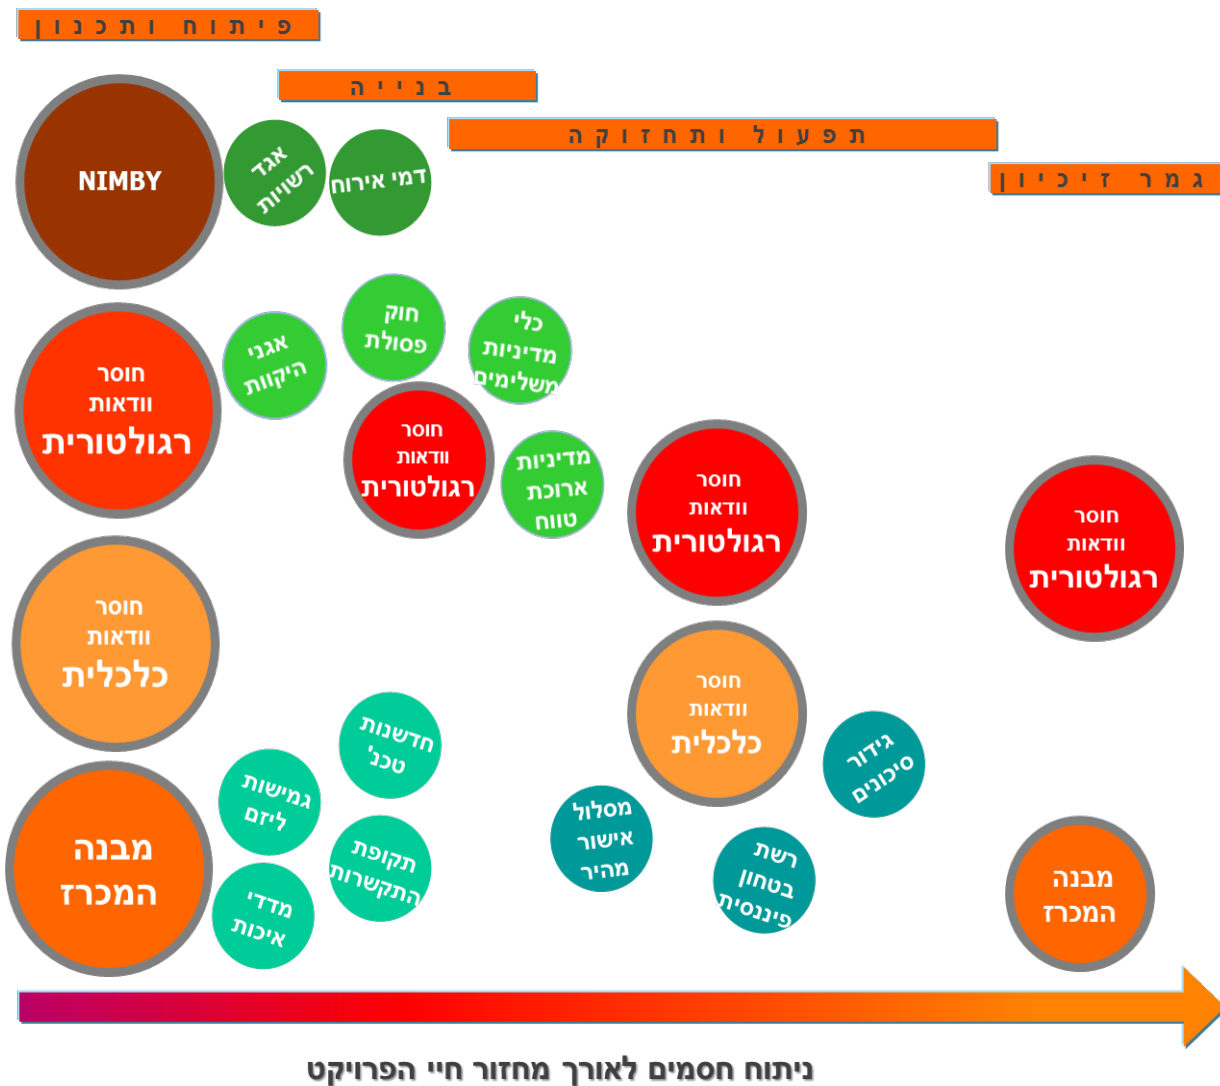 פיתוח ותכנון
בנייה
תפעול ותחזוקה
גמר זיכיון
NIMBY
אגד
רשויות
דמי אירוח
חוסר
וודאות
רגולטורית
אגני
היקוות
חוק
פסולת
כלי
מדיניות
משלימים
חוסר
וודאות
רגולטורית
מדיניות
ארוכת
טווח
חוסר
וודאות
רגולטורית
חוסר
וודאות
רגולטורית
חוסר
וודאות
כלכלית
חוסר
וודאות
כלכלית
מבנה
המכרז
גמישות
ליזם
חדשנות
טכנ'
מדדי
איכות
תקופת
התקשרות
מסלול
אישור
מהיר
רשת
בטחון
פיננסית
גידור
סיכונים
מבנה
המכרז
ניתוח חסמים לאורך מחזור חיי הפרויקט